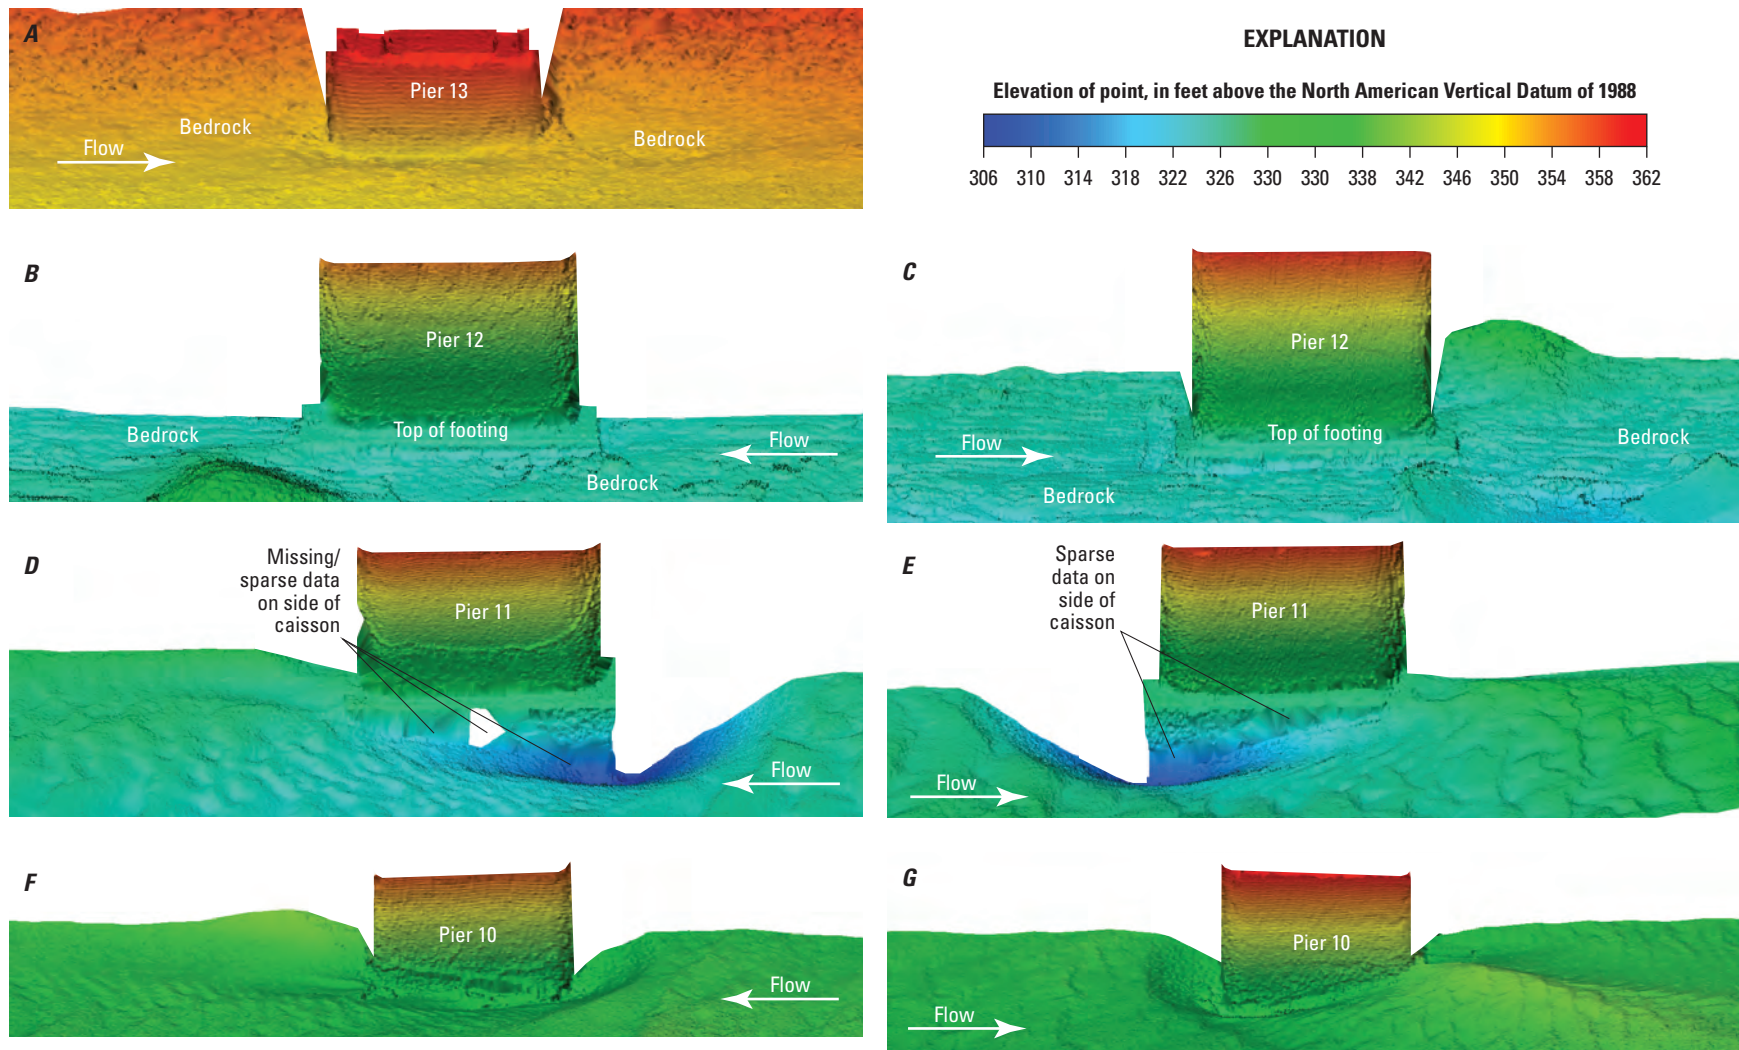 A
Pier 13
Bedrock
Bedrock
Flow
EXPLANATION
Elevation of point, in feet above the North American Vertical Datum of 1988
306 310 314 318 322 326 330 330 338 342 346 350 354 358 362
B
Pier 12
Top of footing
Bedrock
Flow
Bedrock
C
Pier 12
Top of footing
Flow
Bedrock
Bedrock
D
Missing/
sparse data
on side of
caisson
Pier 11
Flow
E
Sparse
data on
side of
caisson
Pier 11
Flow
F
Pier 10
Flow
G
Pier 10
Flow